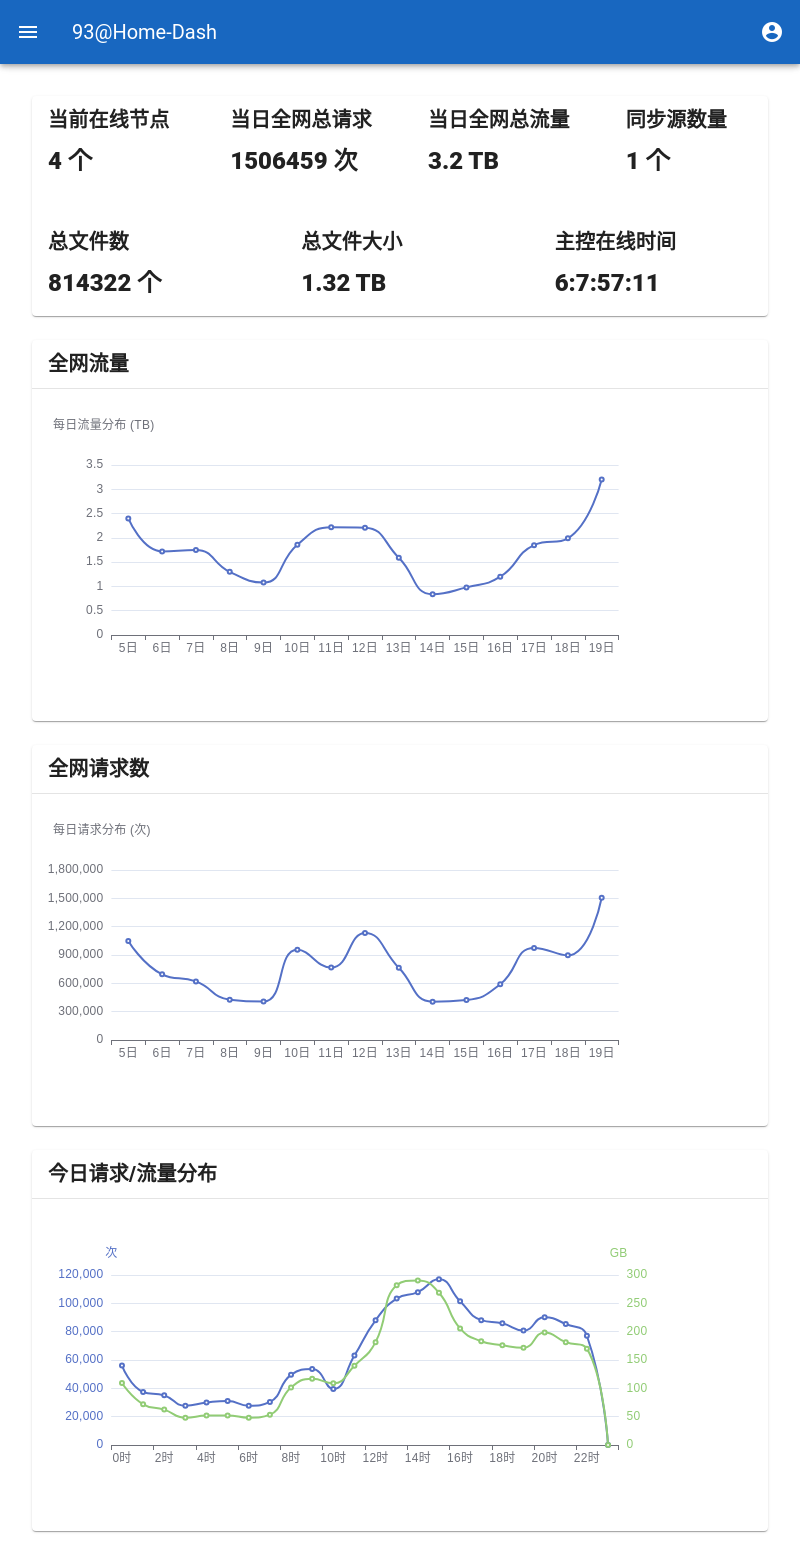 93@Home-Dash
当前在线节点 当日全网总请求 当日全网总流量 同步源数量
4 个 1506459 次 3.2 TB 1 个
总文件数 总文件大小 主控在线时间
814322 个 1.32 TB 6:7:57:11
全网流量
每日流量分布 (TB)
3.5
3
2.5
2
1.5
1
0.5
0
5日 6日 7日 8日 9日 10日 11日 12日 13日 14日 15日 16日 17日 18日 19日
全网请求数
每日请求分布 (次)
1,800,000
1,500,000
1,200,000
900,000
600,000
300,000
0
5日 6日 7日 8日 9日 10日 11日 12日 13日 14日 15日 16日 17日 18日 19日
今日请求/流量分布
次 GB
120,000 300
100,000 250
80,000 200
60,000 150
40,000 100
20,000 50
0 0
0时 2时 4时 6时 8时 10时 12时 14时 16时 18时 20时 22时